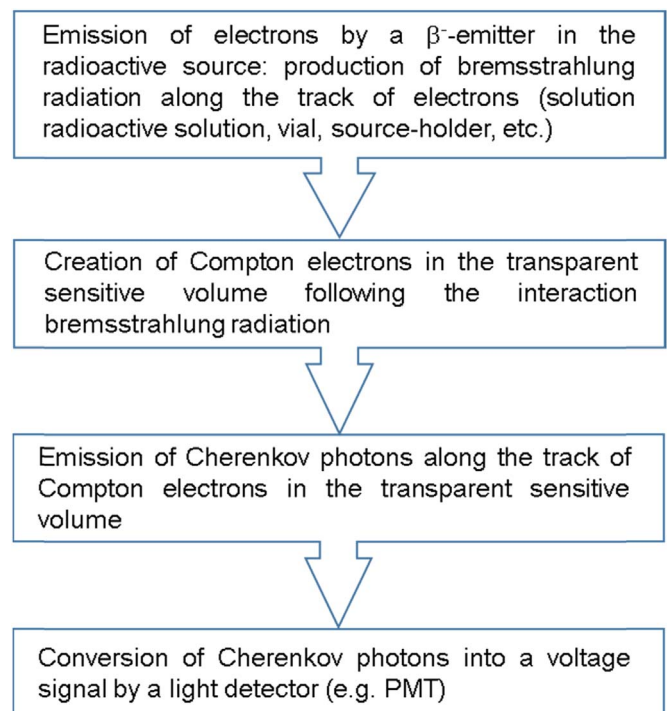 Emission of electrons by a β⁻-emitter in the
radioactive source: production of bremsstrahlung
radiation along the track of electrons (solution
radioactive solution, vial, source-holder, etc.)
Creation of Compton electrons in the transparent
sensitive volume following the interaction
bremsstrahlung radiation
Emission of Cherenkov photons along the track of
Compton electrons in the transparent sensitive
volume
Conversion of Cherenkov photons into a voltage
signal by a light detector (e.g. PMT)